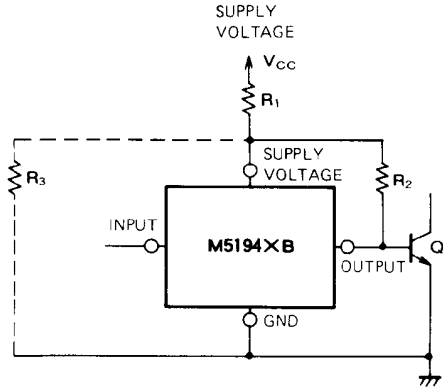 SUPPLY
VOLTAGE
VCC
R1
SUPPLY
VOLTAGE
R3
R2
INPUT
M5194XB
OUTPUT
Q
GND